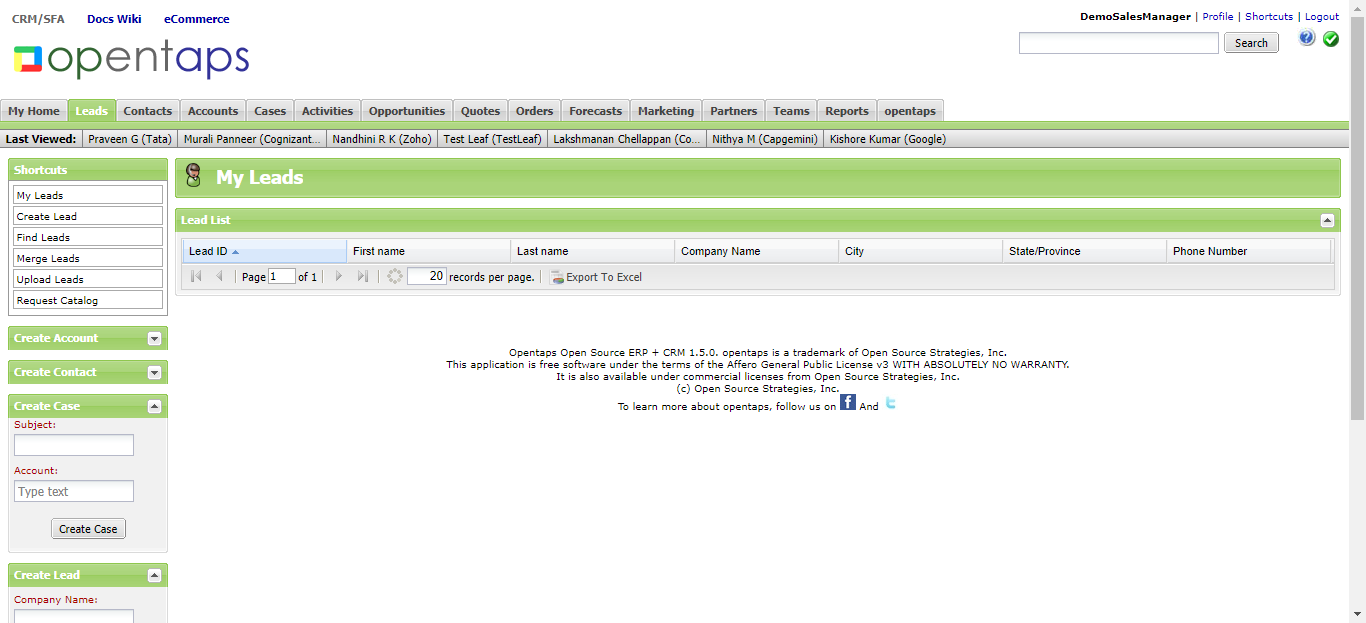 CRM/SFA Docs Wiki eCommerce
DemoSalesManager | Profile | Shortcuts | Logout
opentaps
Search
My Home Leads Contacts Accounts Cases Activities Opportunities Quotes Orders Forecasts Marketing Partners Teams Reports opentaps
Last Viewed: Praveen G (Tata) Murali Panneer (Cognizant... Nandhini R K (Zoho) Test Leaf (TestLeaf) Lakshmanan Chellappan (Co... Nithya M (Capgemini) Kishore Kumar (Google)
Shortcuts
My Leads
Create Lead
Find Leads
Merge Leads
Upload Leads
Request Catalog
Create Account
Create Contact
Create Case
Subject:
Account:
Type text
Create Case
Create Lead
Company Name:
My Leads
Lead List
Lead ID First name Last name Company Name City State/Province Phone Number
Page 1 of 1 20 records per page. Export To Excel
Opentaps Open Source ERP + CRM 1.5.0. opentaps is a trademark of Open Source Strategies, Inc.
This application is free software under the terms of the Affero General Public License v3 WITH ABSOLUTELY NO WARRANTY.
It is also available under commercial licenses from Open Source Strategies, Inc.
(c) Open Source Strategies, Inc.
To learn more about opentaps, follow us on f And t